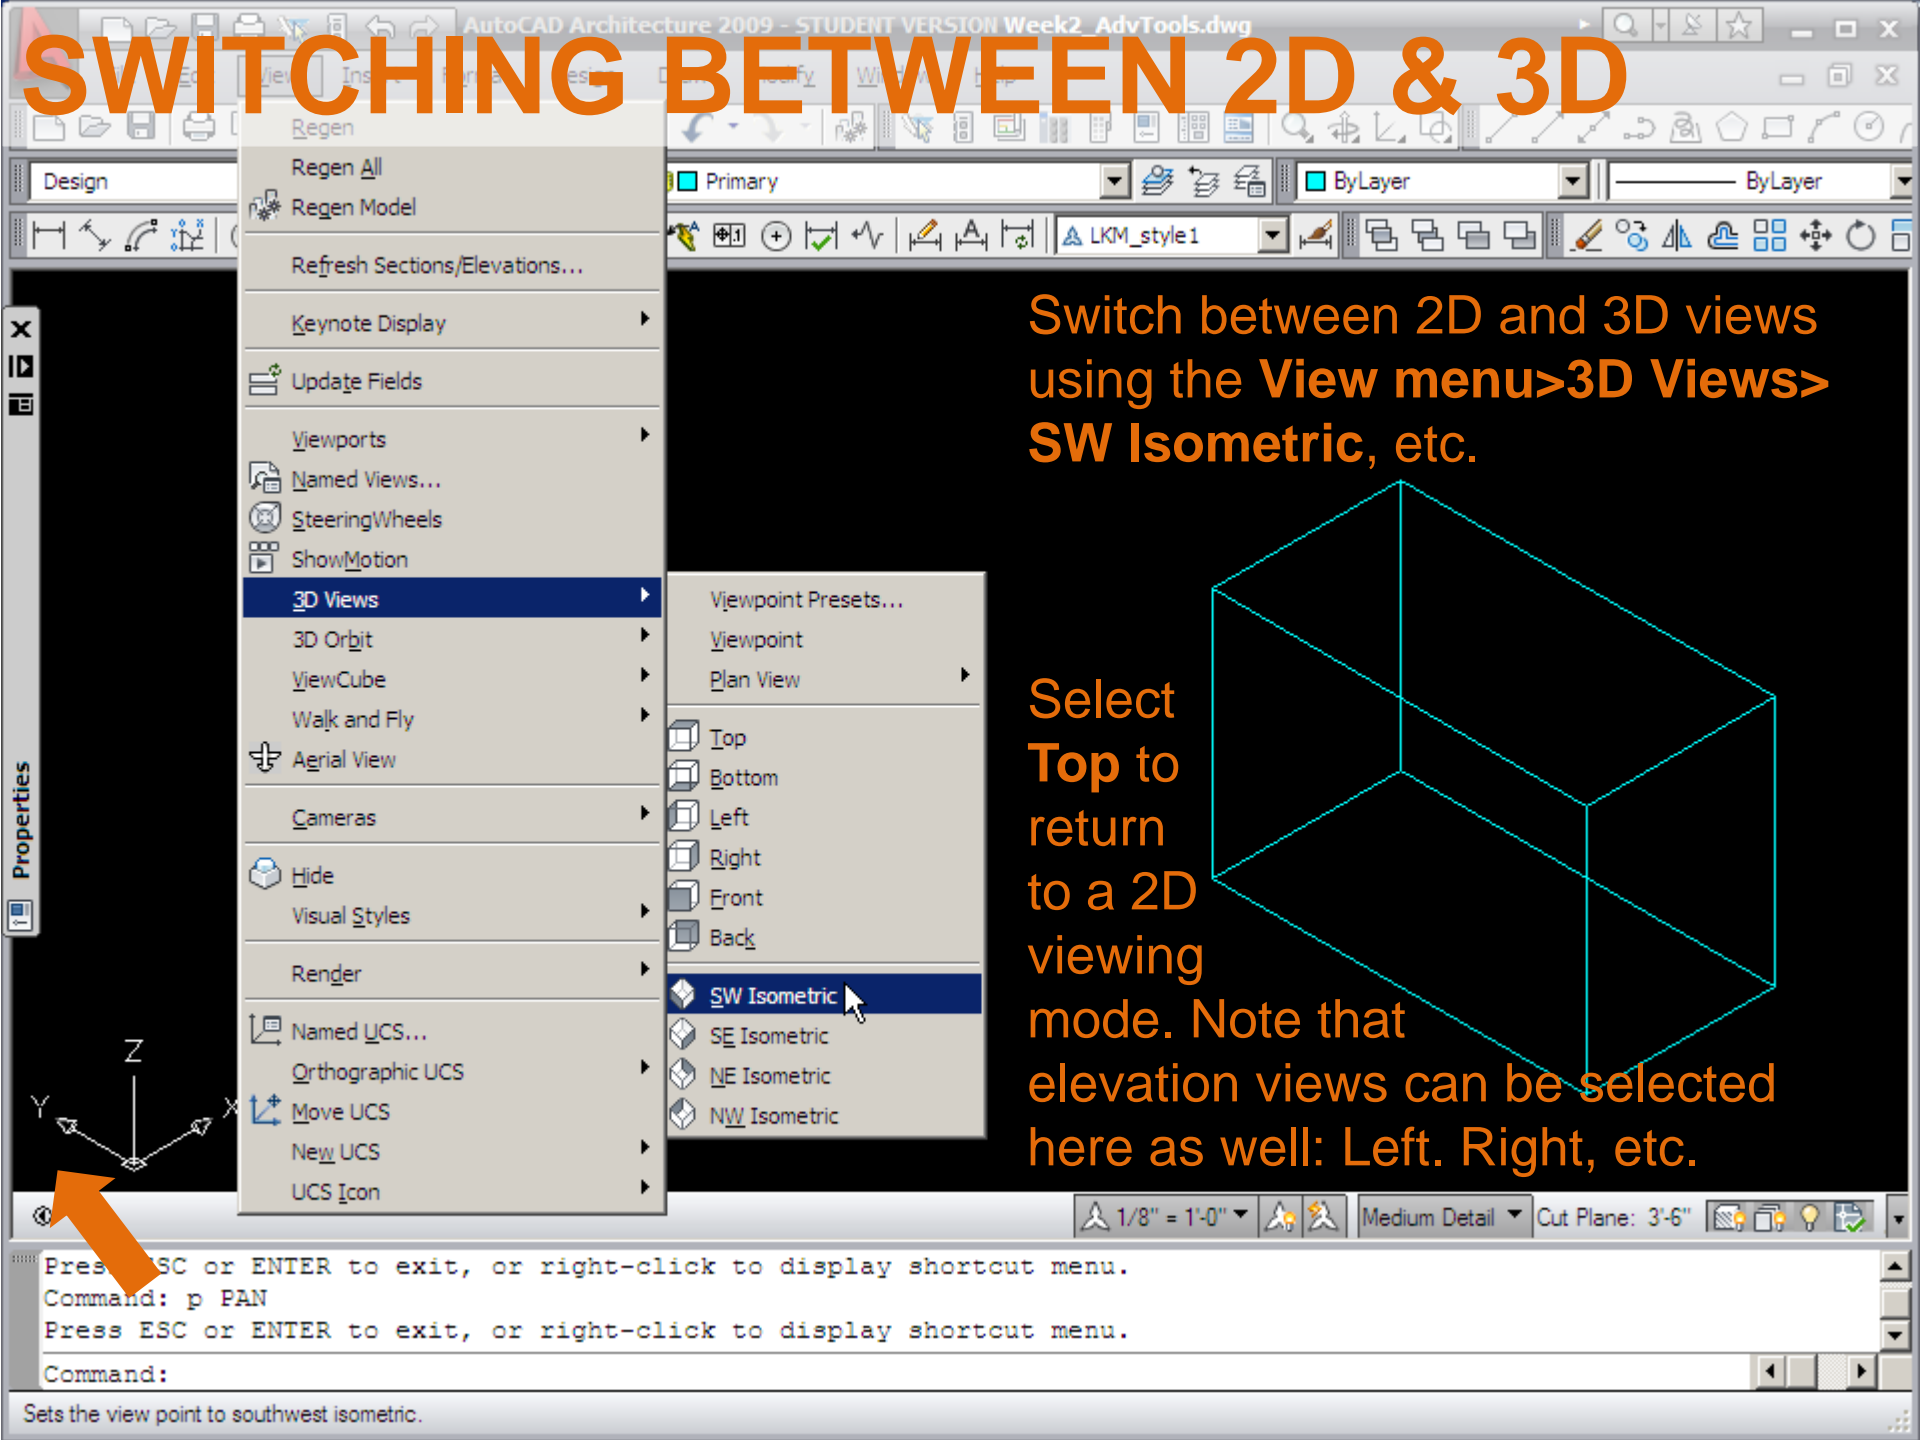 AutoCAD Architecture 2009 - STUDENT VERSION Week2_AdvTools.dwg
SWITCHING BETWEEN 2D & 3D
Regen
Regen All
Regen Model
Refresh Sections/Elevations...
Keynote Display
Update Fields
Viewports
Named Views...
SteeringWheels
ShowMotion
3D Views
3D Orbit
ViewCube
Walk and Fly
Aerial View
Cameras
Hide
Visual Styles
Render
Named UCS...
Orthographic UCS
Move UCS
New UCS
UCS Icon
Design
Primary
ByLayer
ByLayer
LKM_style1
Viewpoint Presets...
Viewpoint
Plan View
Top
Bottom
Left
Right
Front
Back
SW Isometric
SE Isometric
NE Isometric
NW Isometric
Switch between 2D and 3D views
using the View menu>3D Views>
SW Isometric, etc.
Select
Top to
return
to a 2D
viewing
mode. Note that
elevation views can be selected
here as well: Left. Right, etc.
Properties
Z
Y
X
1/8" = 1'-0"
Medium Detail
Cut Plane: 3'-6"
Press ESC or ENTER to exit, or right-click to display shortcut menu.
Command: p PAN
Press ESC or ENTER to exit, or right-click to display shortcut menu.
Command:
Sets the view point to southwest isometric.